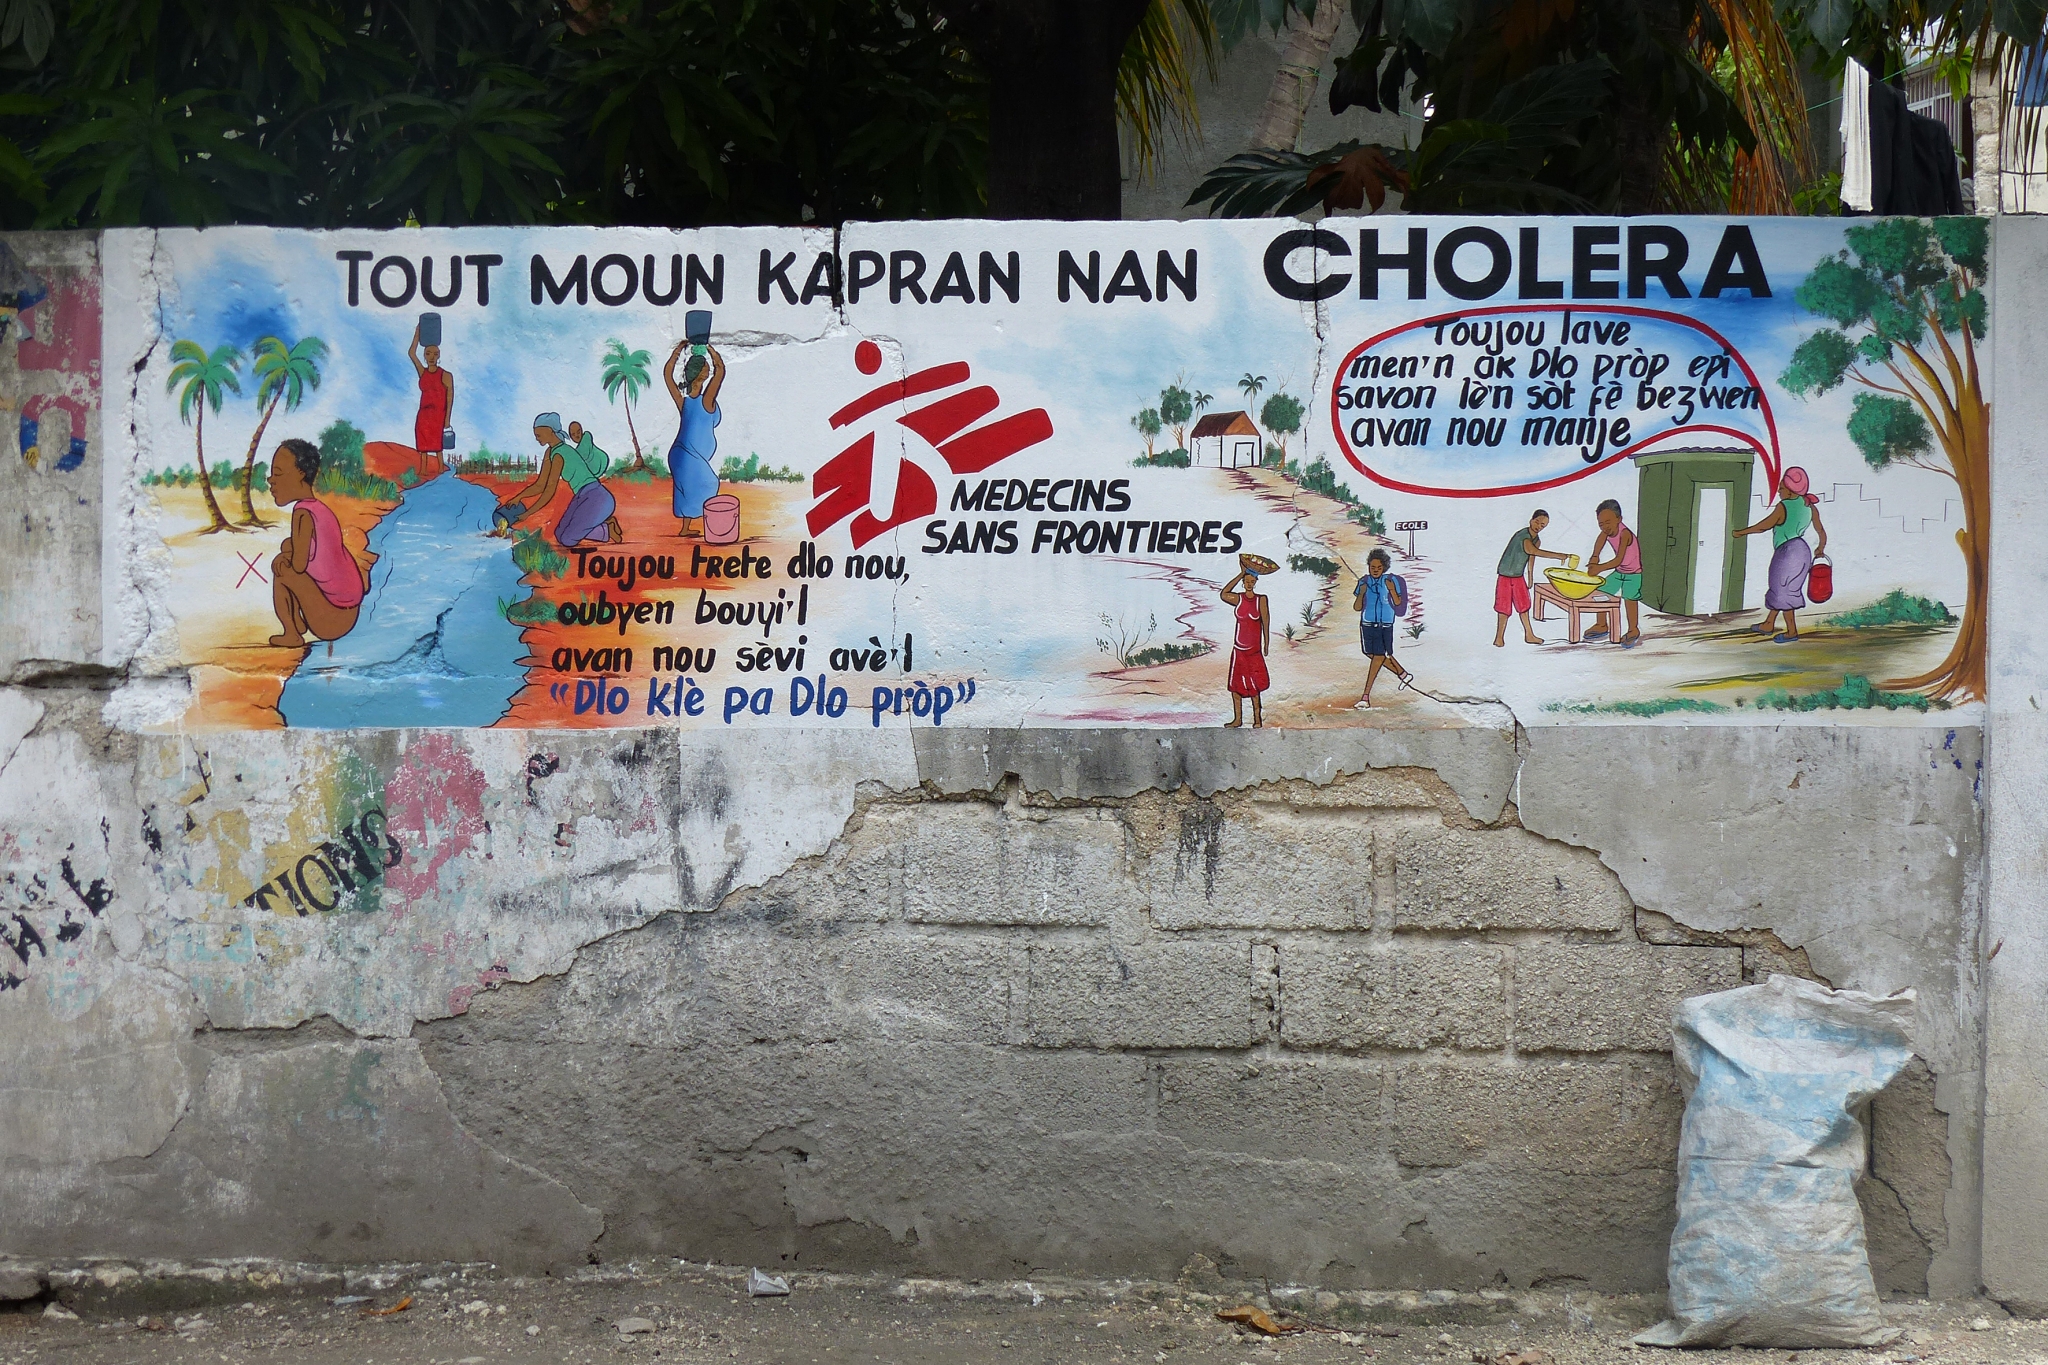 TOUT MOUN KAPRAN NAN CHOLERA
Toujou lave
men'n ak Dlo pròp epi
savon lè'n sòt fè bezwen
avan nou manje
MEDECINS
SANS FRONTIERES
ECOLE
Toujou trete dlo nou,
oubyen bouyi'l
avan nou sèvi avè'l
"Dlo klè pa Dlo pròp"
TIONS